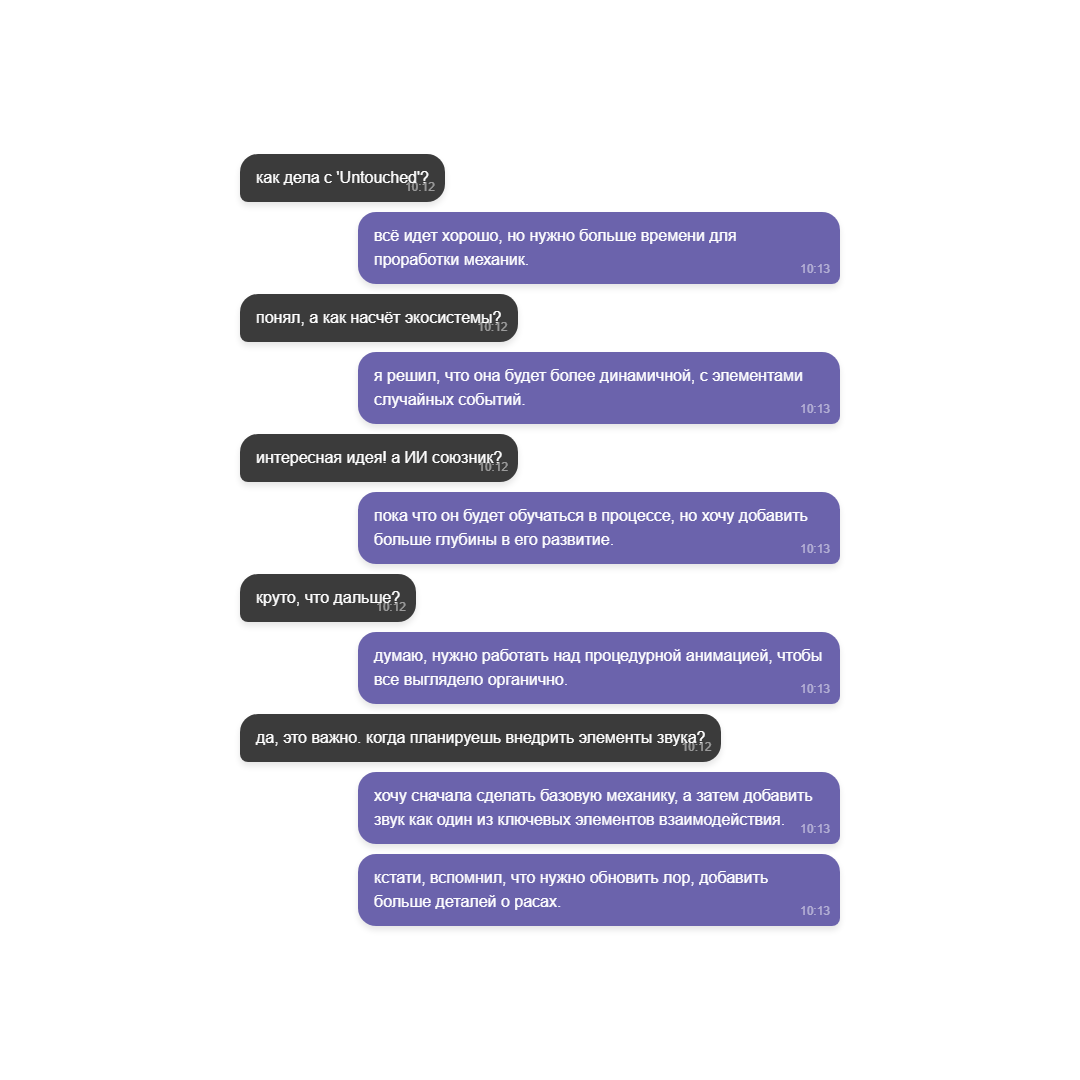 как дела с 'Untouched'?
10:12
всё идет хорошо, но нужно больше времени для
проработки механик.
10:13
понял, а как насчёт экосистемы?
10:12
я решил, что она будет более динамичной, с элементами
случайных событий.
10:13
интересная идея! а ИИ союзник?
10:12
пока что он будет обучаться в процессе, но хочу добавить
больше глубины в его развитие.
10:13
круто, что дальше?
10:12
думаю, нужно работать над процедурной анимацией, чтобы
все выглядело органично.
10:13
да, это важно. когда планируешь внедрить элементы звука?
10:12
хочу сначала сделать базовую механику, а затем добавить
звук как один из ключевых элементов взаимодействия.
10:13
кстати, вспомнил, что нужно обновить лор, добавить
больше деталей о расах.
10:13